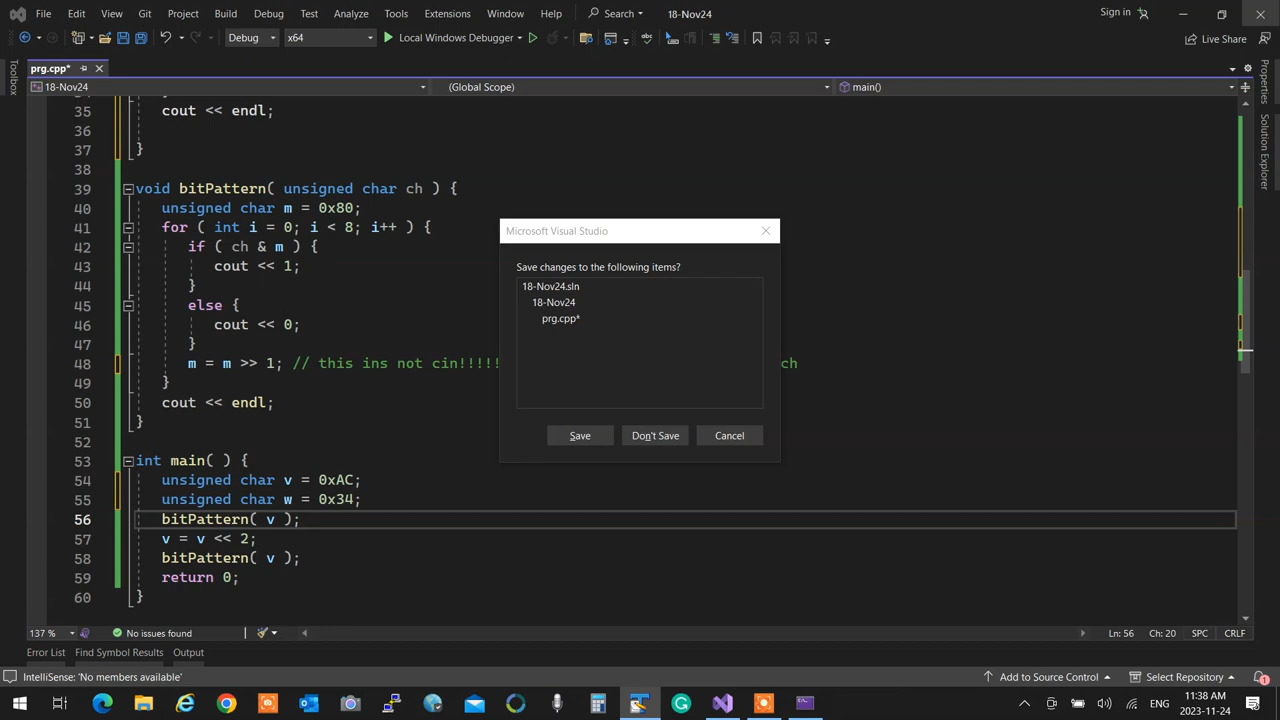 File Edit View Git Project Build Debug Test Analyze Tools Extensions Window Help Search 18-Nov24 Sign in
Debug x64 Local Windows Debugger Live Share
prg.cpp*
18-Nov24 (Global Scope) main()
Toolbox
Properties
Solution Explorer
35 cout << endl;
36
37 }
38
39 void bitPattern( unsigned char ch ) {
40 unsigned char m = 0x80;
41 for ( int i = 0; i < 8; i++ ) {
42 if ( ch & m ) {
43 cout << 1;
44 }
45 else {
46 cout << 0;
47 }
48 m = m >> 1; // this ins not cin!!!!! ch
49 }
50 cout << endl;
51 }
52
53 int main( ) {
54 unsigned char v = 0xAC;
55 unsigned char w = 0x34;
56 bitPattern( v );
57 v = v << 2;
58 bitPattern( v );
59 return 0;
60 }
Microsoft Visual Studio
Save changes to the following items?
18-Nov24.sln
18-Nov24
prg.cpp*
Save Don't Save Cancel
137 % No issues found Ln: 56 Ch: 20 SPC CRLF
Error List Find Symbol Results Output
IntelliSense: 'No members available' Add to Source Control Select Repository 1
ENG 11:38 AM
2023-11-24